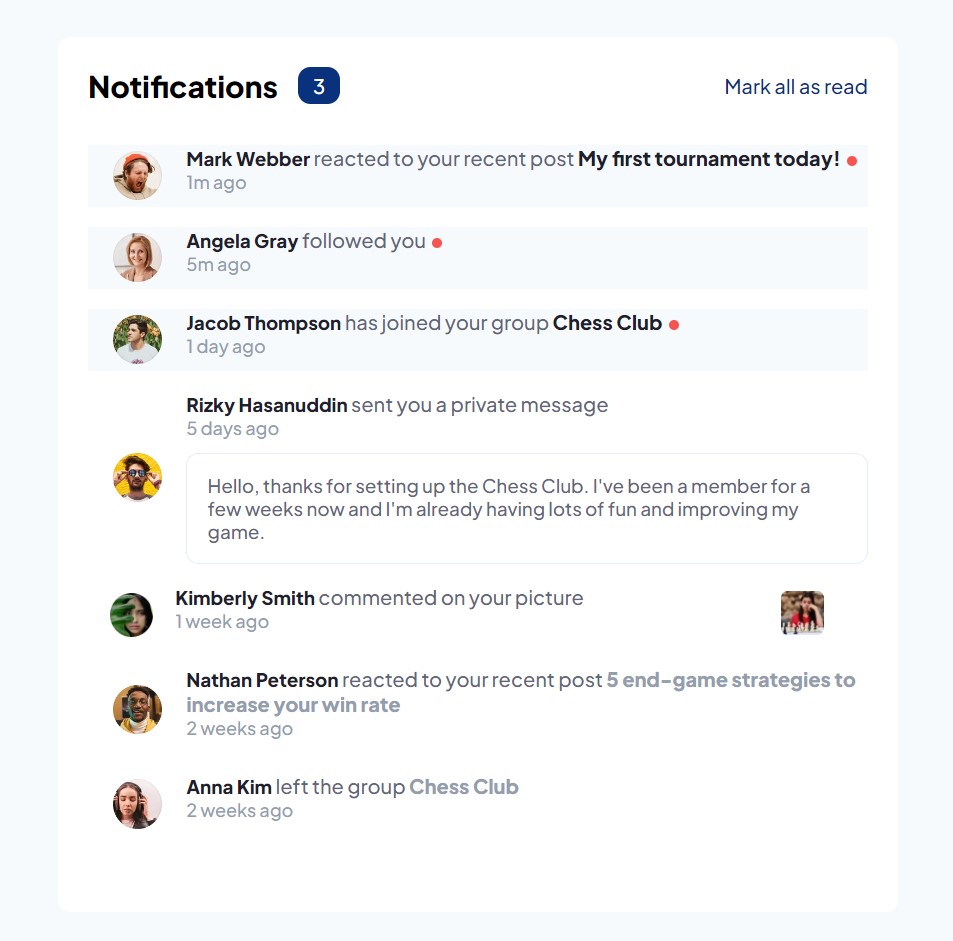 Notifications 3 Mark all as read
Mark Webber reacted to your recent post My first tournament today!
1m ago
Angela Gray followed you
5m ago
Jacob Thompson has joined your group Chess Club
1 day ago
Rizky Hasanuddin sent you a private message
5 days ago
Hello, thanks for setting up the Chess Club. I've been a member for a
few weeks now and I'm already having lots of fun and improving my
game.
Kimberly Smith commented on your picture
1 week ago
Nathan Peterson reacted to your recent post 5 end-game strategies to
increase your win rate
2 weeks ago
Anna Kim left the group Chess Club
2 weeks ago